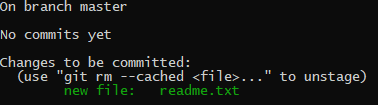 On branch master
No commits yet
Changes to be committed:
  (use "git rm --cached <file>..." to unstage)
        new file:   readme.txt